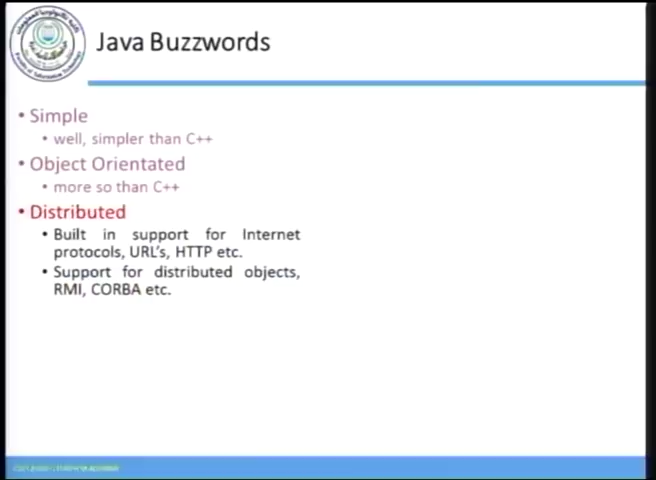 Java Buzzwords
• Simple
• well, simpler than C++
• Object Orientated
• more so than C++
• Distributed
• Built in support for Internet
protocols, URL's, HTTP etc.
• Support for distributed objects,
RMI, CORBA etc.